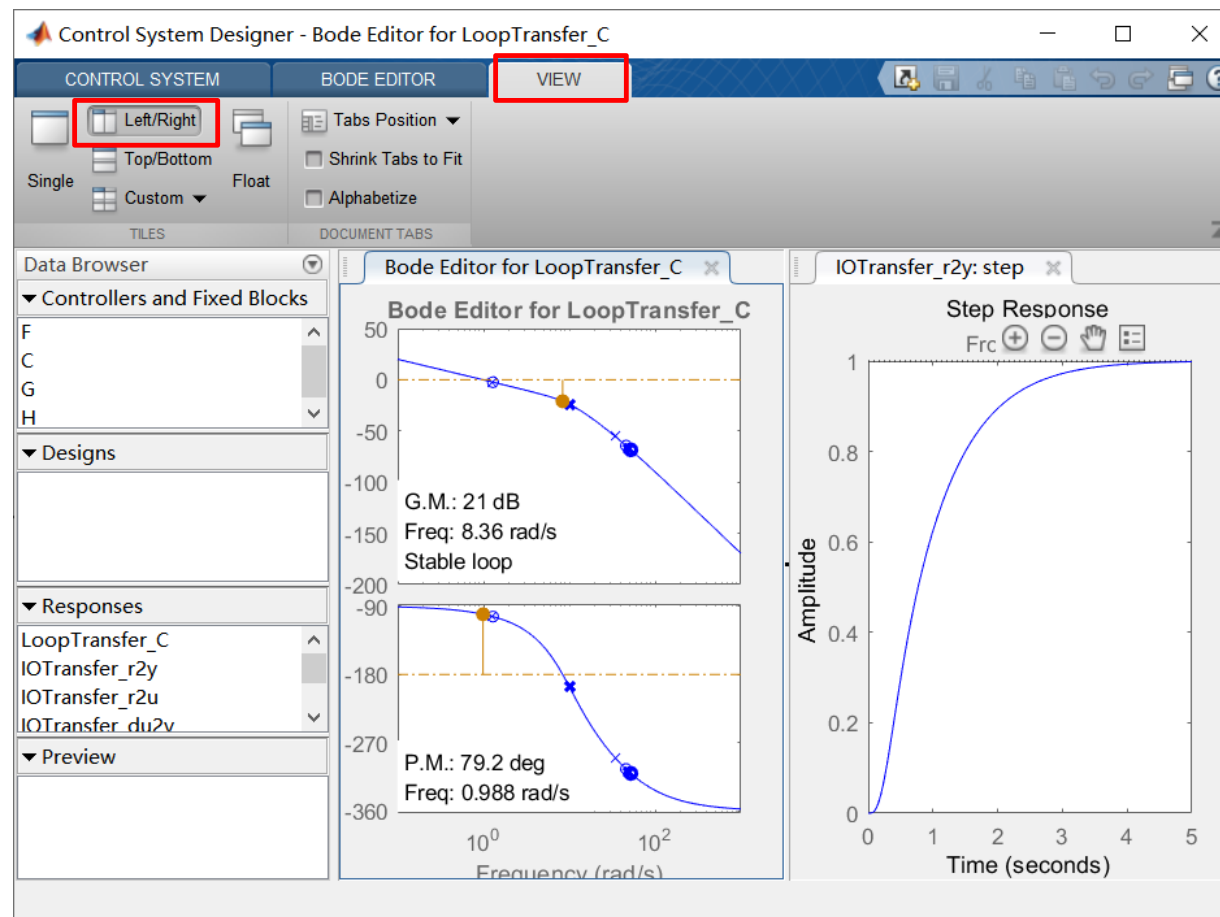 Control System Designer - Bode Editor for LoopTransfer_C
CONTROL SYSTEM
BODE EDITOR
VIEW
Single
Left/Right
Top/Bottom
Custom
Float
TILES
Tabs Position
Shrink Tabs to Fit
Alphabetize
DOCUMENT TABS
Data Browser
Controllers and Fixed Blocks
F
C
G
H
Designs
Responses
LoopTransfer_C
IOTransfer_r2y
IOTransfer_r2u
IOTransfer_du2y
Preview
Bode Editor for LoopTransfer_C
Bode Editor for LoopTransfer_C
50
0
-50
-100
-150
-200
G.M.: 21 dB
Freq: 8.36 rad/s
Stable loop
-90
-180
-270
-360
P.M.: 79.2 deg
Freq: 0.988 rad/s
10^0
10^2
Frequency (rad/s)
IOTransfer_r2y: step
Step Response
Frc
Amplitude
1
0.8
0.6
0.4
0.2
0
0 1 2 3 4 5
Time (seconds)